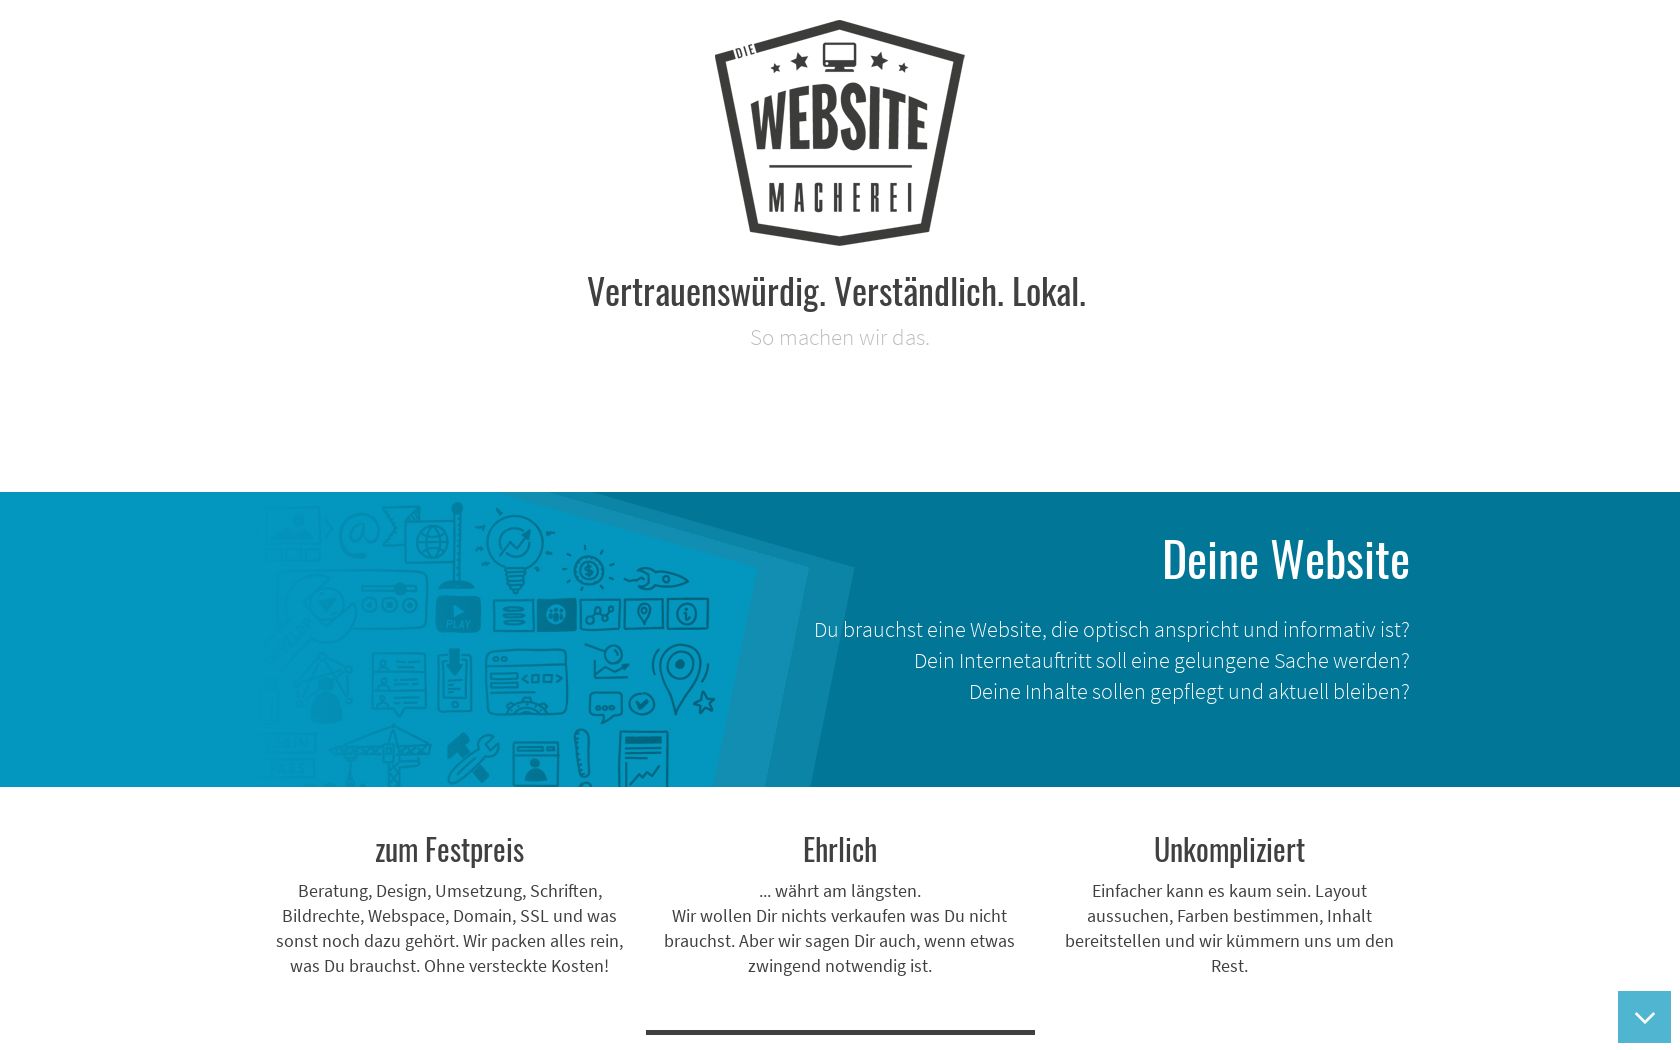 DIE
WEBSITE
MACHEREI
Vertrauenswürdig. Verständlich. Lokal.
So machen wir das.
Deine Website
Du brauchst eine Website, die optisch anspricht und informativ ist?
Dein Internetauftritt soll eine gelungene Sache werden?
Deine Inhalte sollen gepflegt und aktuell bleiben?
PLAY
zum Festpreis
Beratung, Design, Umsetzung, Schriften,
Bildrechte, Webspace, Domain, SSL und was
sonst noch dazu gehört. Wir packen alles rein,
was Du brauchst. Ohne versteckte Kosten!
Ehrlich
... währt am längsten.
Wir wollen Dir nichts verkaufen was Du nicht
brauchst. Aber wir sagen Dir auch, wenn etwas
zwingend notwendig ist.
Unkompliziert
Einfacher kann es kaum sein. Layout
aussuchen, Farben bestimmen, Inhalt
bereitstellen und wir kümmern uns um den
Rest.